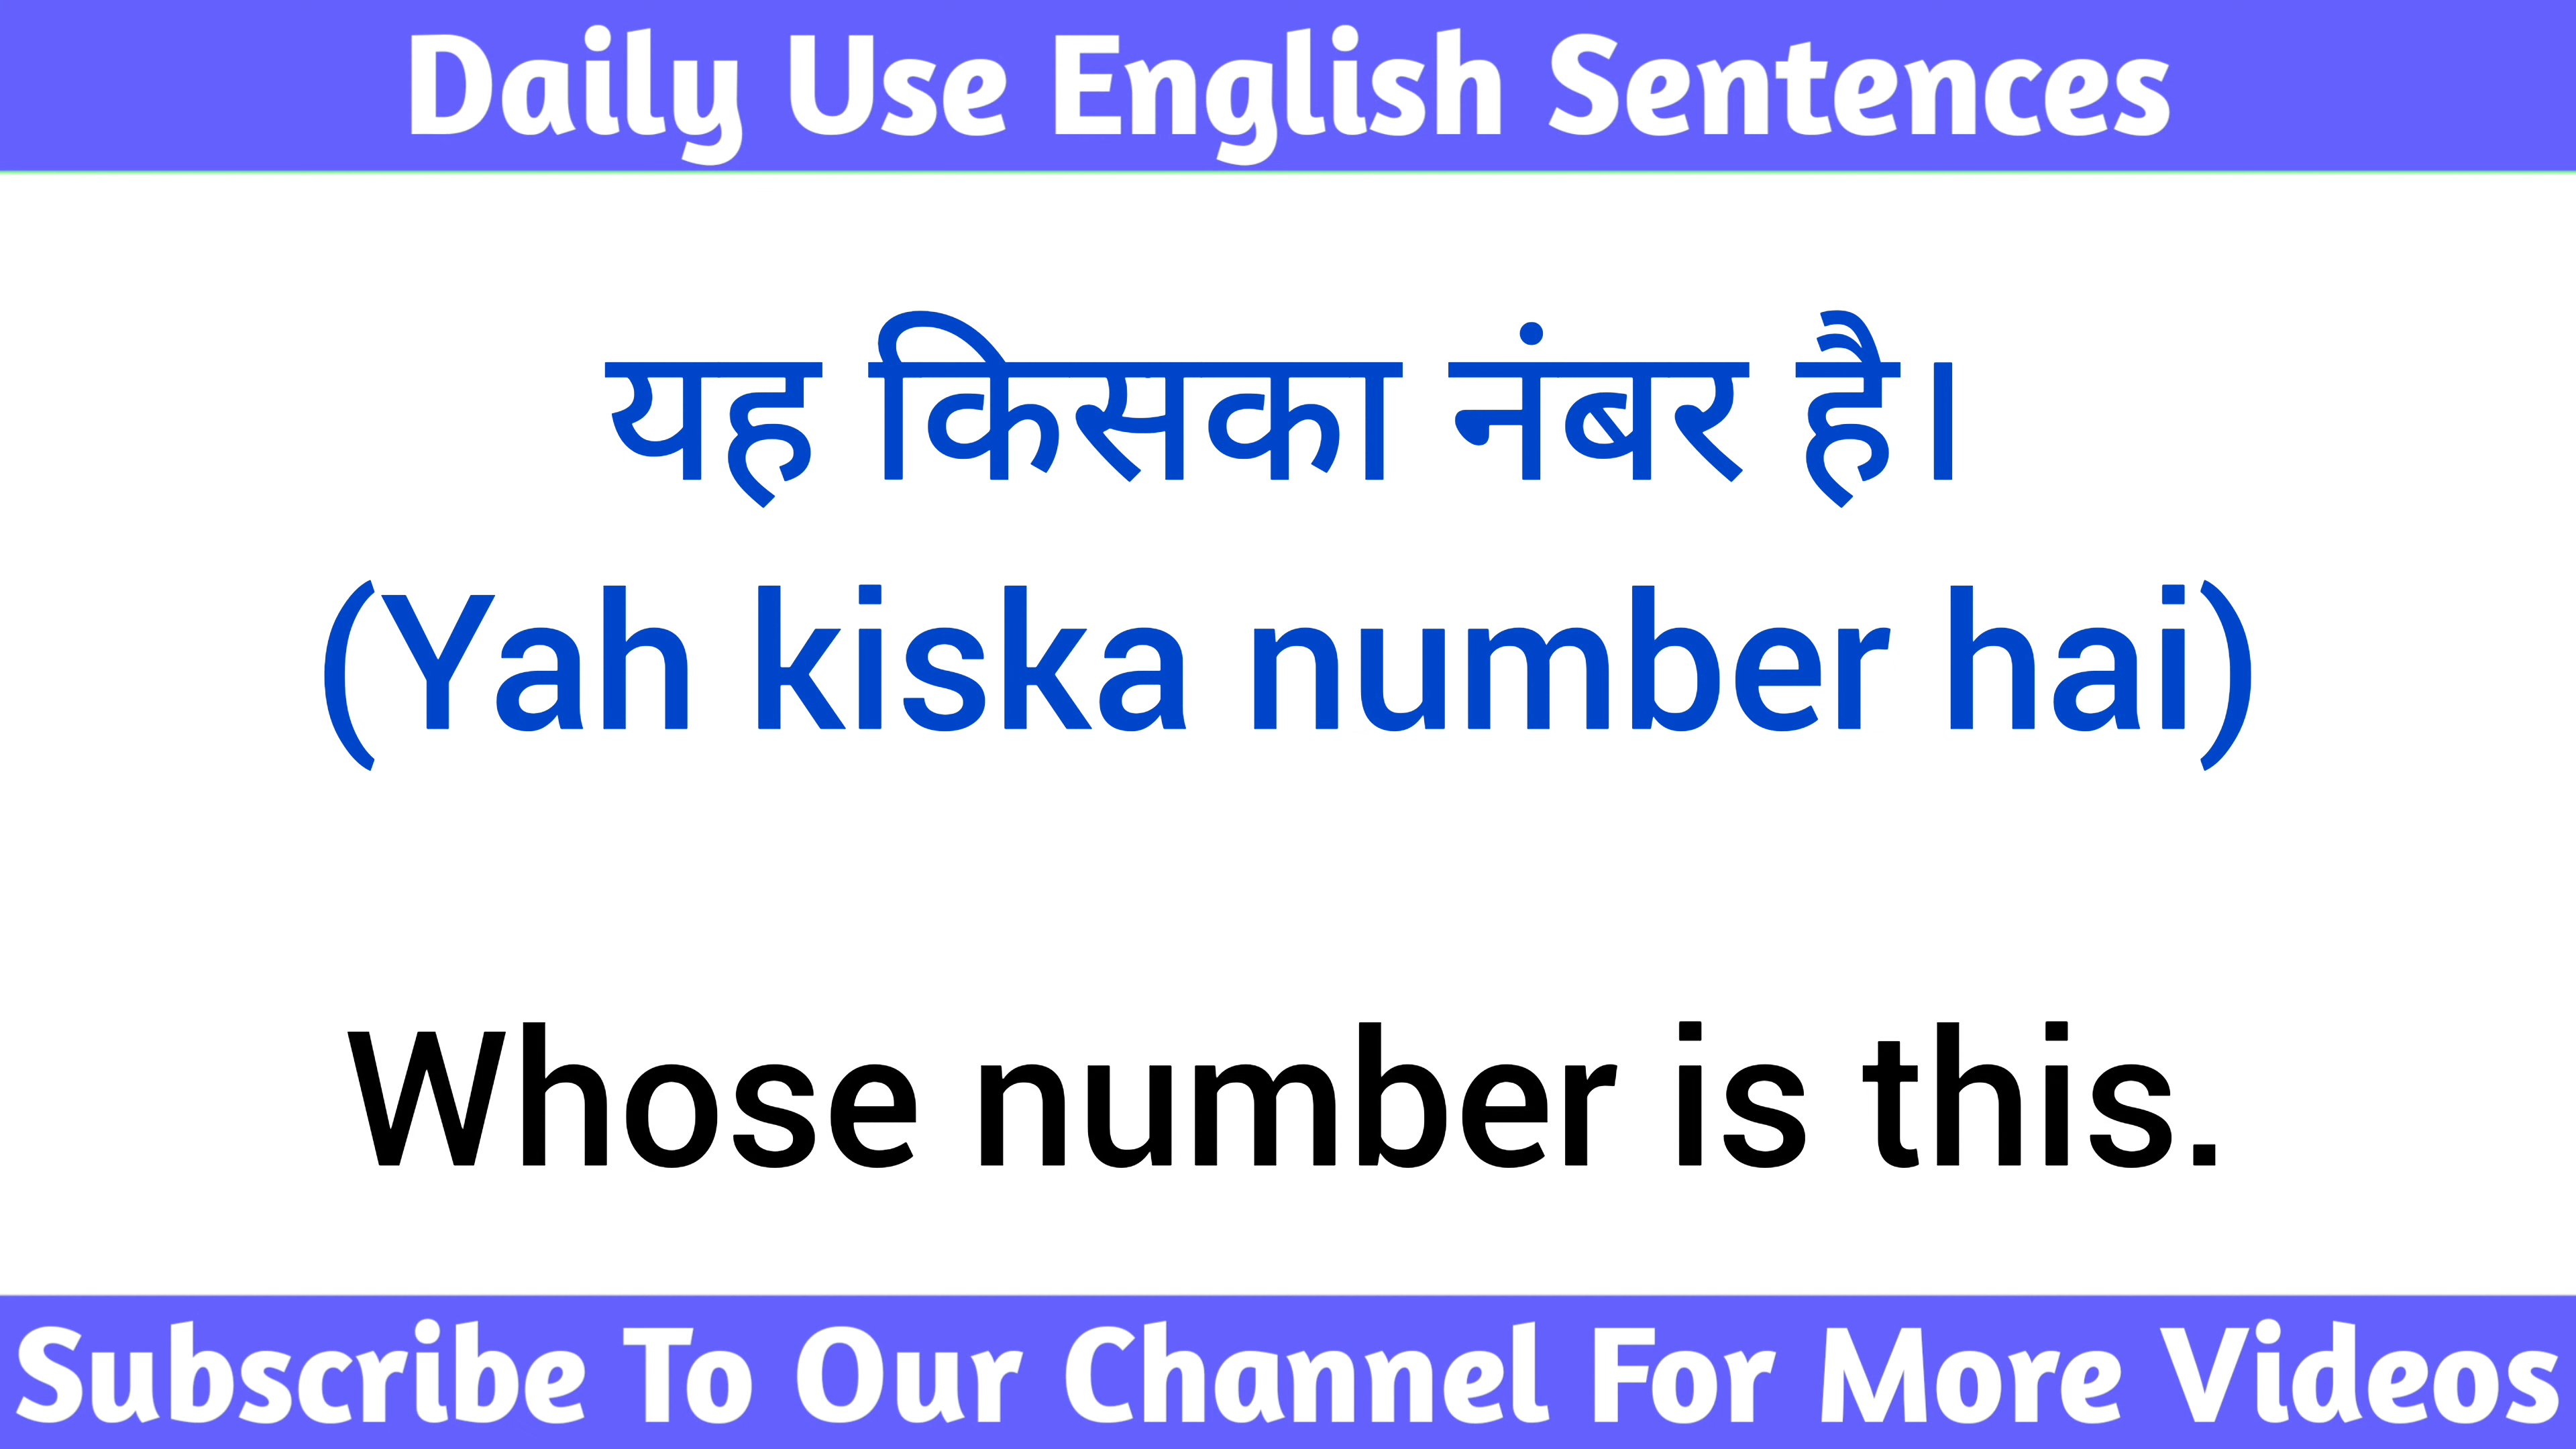 Daily Use English Sentences
यह किसका नंबर है।
(Yah kiska number hai)
Whose number is this.
Subscribe To Our Channel For More Videos